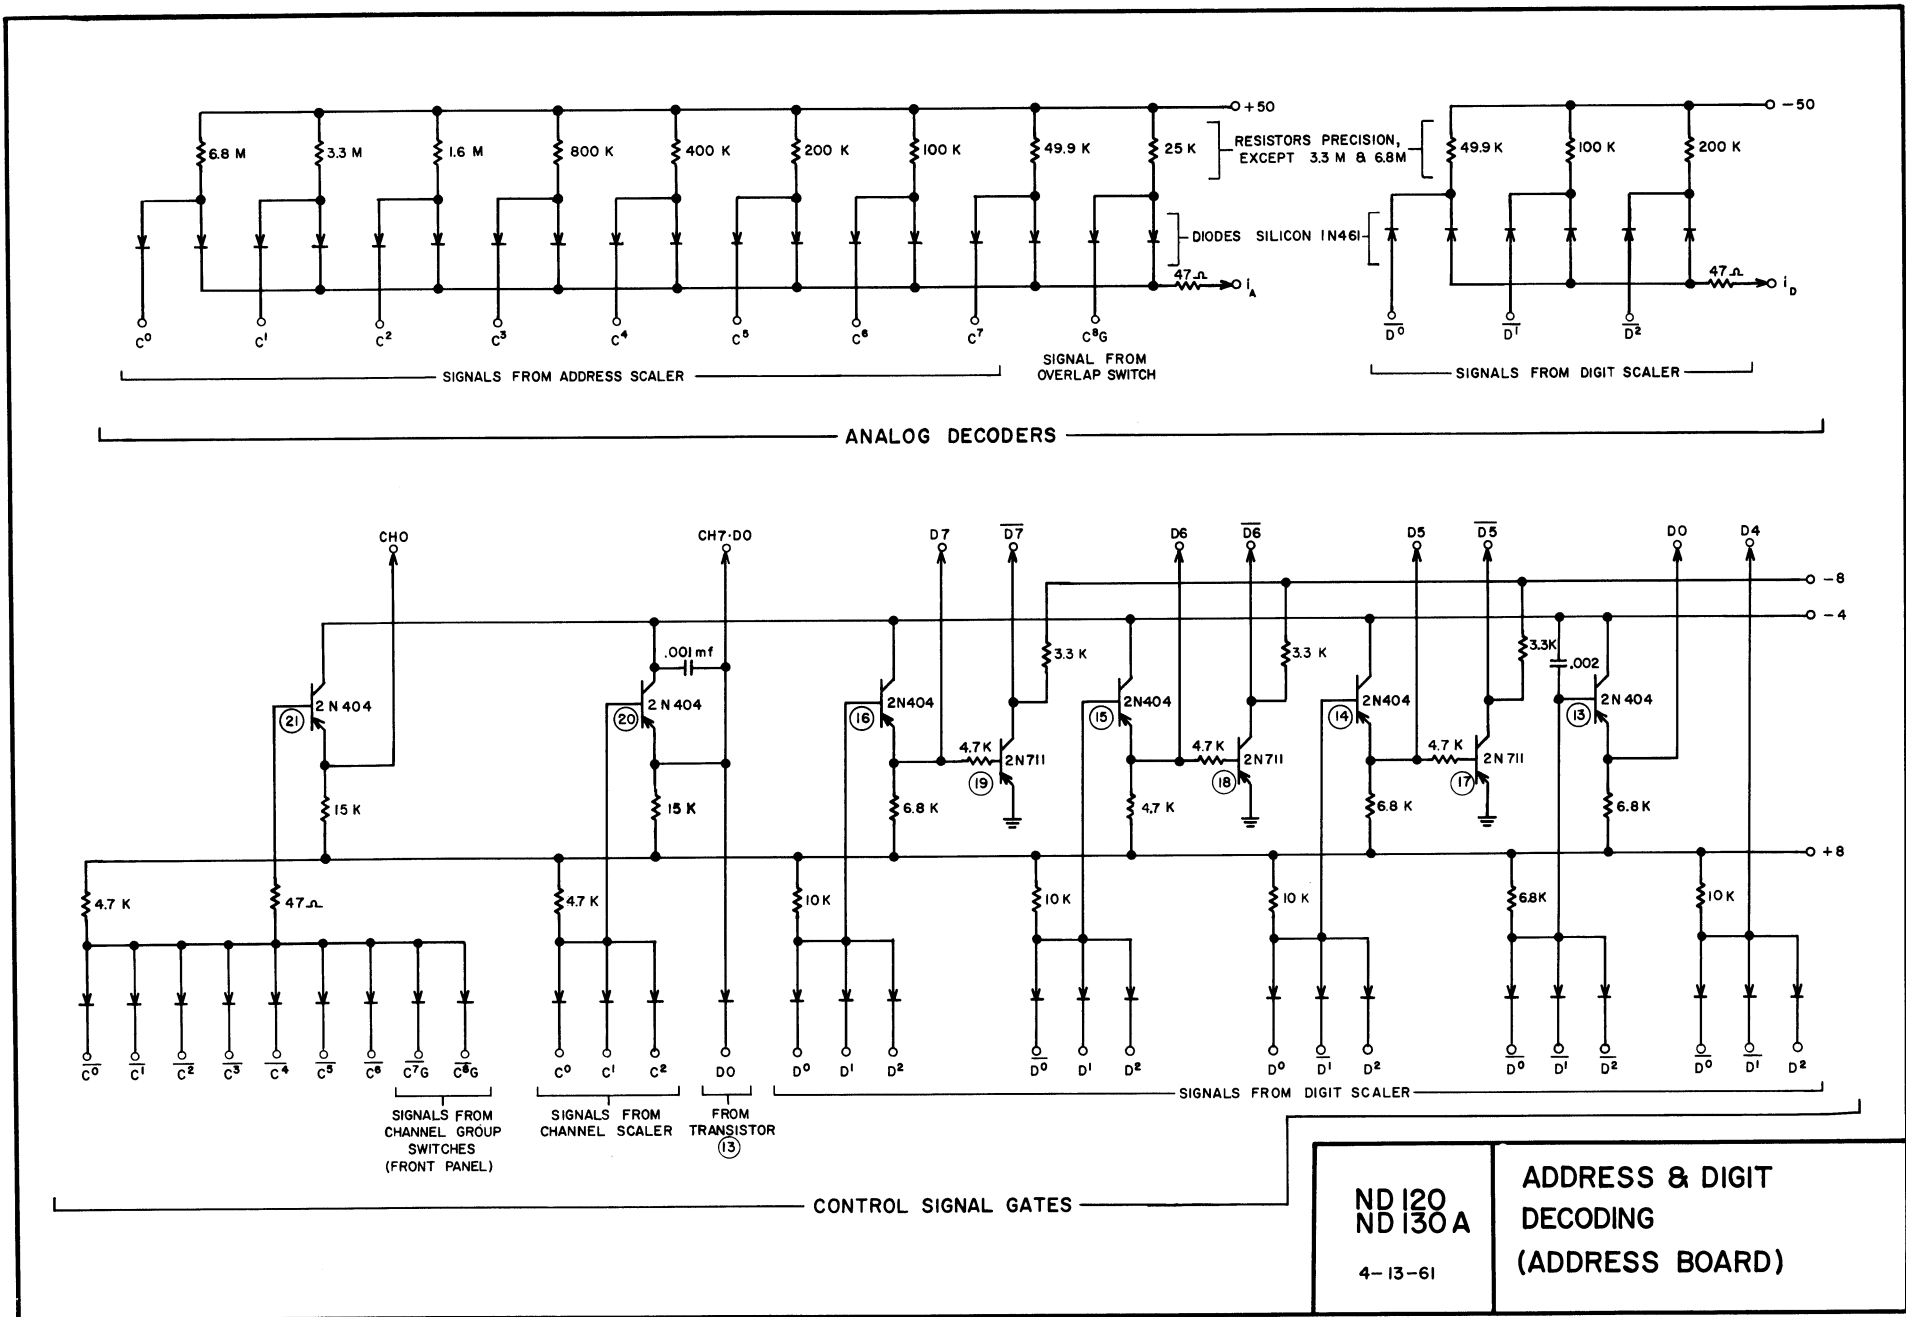 +50
-50
6.8 M
3.3 M
1.6 M
800 K
400 K
200 K
100 K
49.9 K
25 K
RESISTORS PRECISION,
EXCEPT 3.3 M & 6.8M
49.9 K
100 K
200 K
DIODES SILICON IN461
47Ω
i_A
47Ω
i_D
C⁰
C¹
C²
C³
C⁴
C⁵
C⁶
C⁷
C⁸G
D̅⁰
D̅¹
D̅²
SIGNALS FROM ADDRESS SCALER
SIGNAL FROM
OVERLAP SWITCH
SIGNALS FROM DIGIT SCALER
ANALOG DECODERS
CH0
CH7·D0
D7
D̅7̅
D6
D̅6̅
D5
D̅5̅
D0
D4
-8
-4
.001mf
3.3 K
3.3 K
3.3K
.002
2N404
21
2N404
20
2N404
16
2N404
15
2N404
14
2N404
13
4.7 K
2N711
19
4.7 K
2N711
18
4.7 K
2N711
17
15 K
15 K
6.8 K
4.7 K
6.8 K
6.8 K
+8
4.7 K
47Ω
4.7 K
10 K
10 K
10 K
6.8K
10 K
C̅⁰
C̅¹
C̅²
C̅³
C̅⁴
C̅⁵
C̅⁶
C̅⁷G
C̅⁸G
C⁰
C¹
C²
D0
D⁰
D¹
D²
D̅⁰
D¹
D²
D⁰
D̅¹
D²
D̅⁰
D̅¹
D̅²
D̅⁰
D̅¹
D²
SIGNALS FROM
CHANNEL GROUP
SWITCHES
(FRONT PANEL)
SIGNALS FROM
CHANNEL SCALER
FROM
TRANSISTOR
13
SIGNALS FROM DIGIT SCALER
CONTROL SIGNAL GATES
ND 120
ND 130 A
4-13-61
ADDRESS & DIGIT
DECODING
(ADDRESS BOARD)